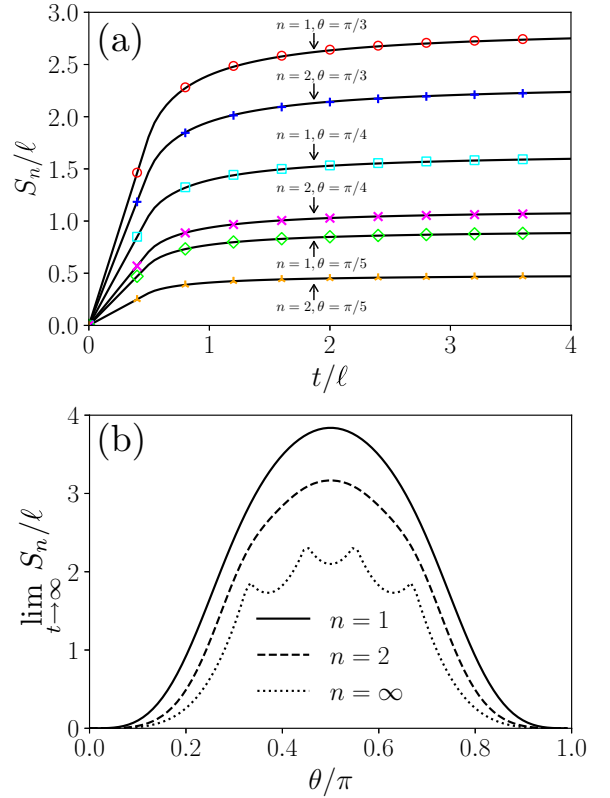 (a)
n = 1, θ = π/3
n = 2, θ = π/3
n = 1, θ = π/4
n = 2, θ = π/4
n = 1, θ = π/5
n = 2, θ = π/5
S_n/ℓ
3.0
2.5
2.0
1.5
1.0
0.5
0.0
0 1 2 3 4
t/ℓ
(b)
lim S_n/ℓ
t→∞
4
3
2
1
0
n = 1
n = 2
n = ∞
0.0 0.2 0.4 0.6 0.8 1.0
θ/π